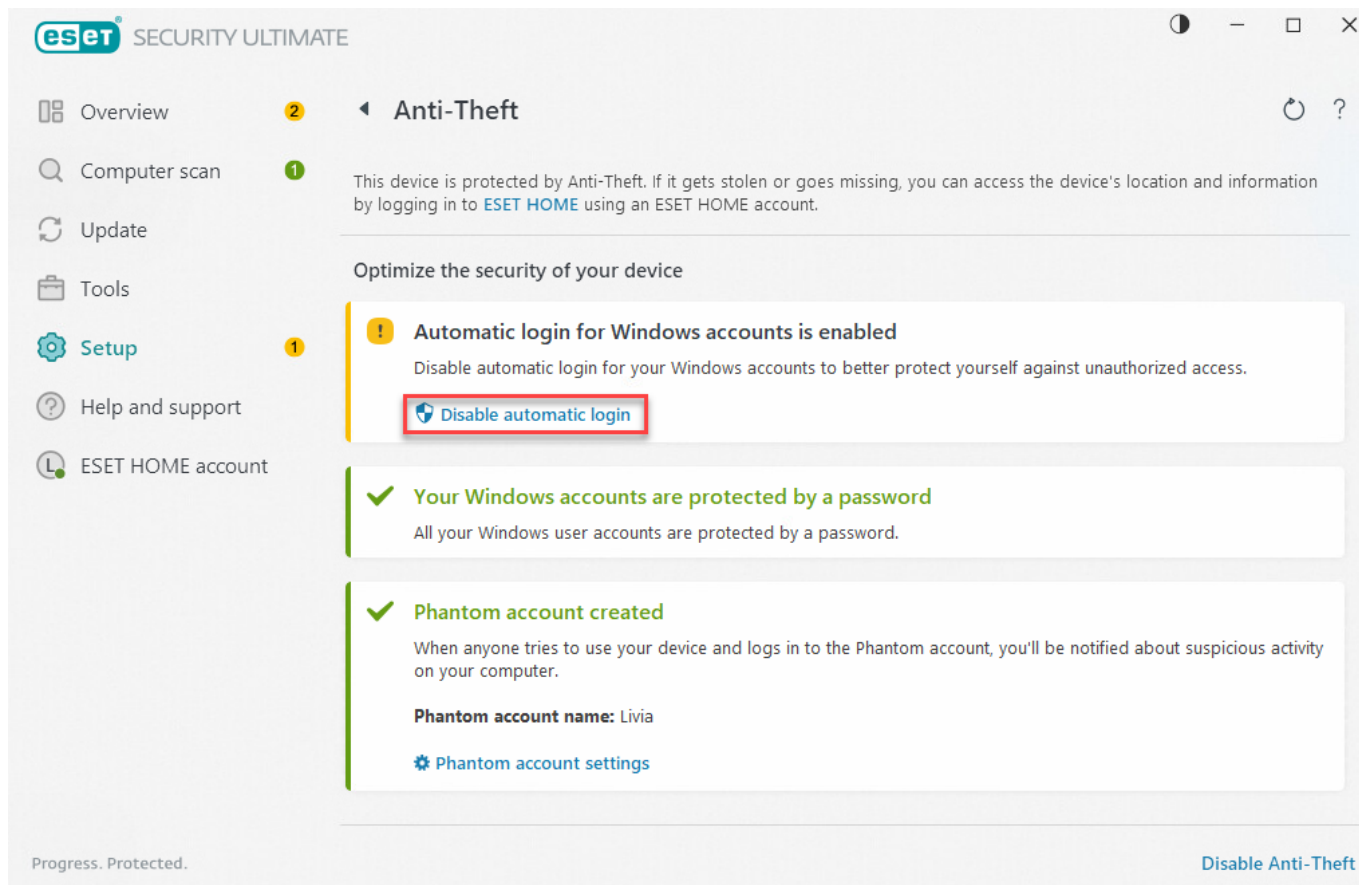 eset® SECURITY ULTIMATE
Overview 2
Computer scan 1
Update
Tools
Setup 1
Help and support
L ESET HOME account
Anti-Theft
?
This device is protected by Anti-Theft. If it gets stolen or goes missing, you can access the device's location and information
by logging in to ESET HOME using an ESET HOME account.
Optimize the security of your device
! Automatic login for Windows accounts is enabled
Disable automatic login for your Windows accounts to better protect yourself against unauthorized access.
Disable automatic login
Your Windows accounts are protected by a password
All your Windows user accounts are protected by a password.
Phantom account created
When anyone tries to use your device and logs in to the Phantom account, you'll be notified about suspicious activity
on your computer.
Phantom account name: Livia
Phantom account settings
Progress. Protected.
Disable Anti-Theft